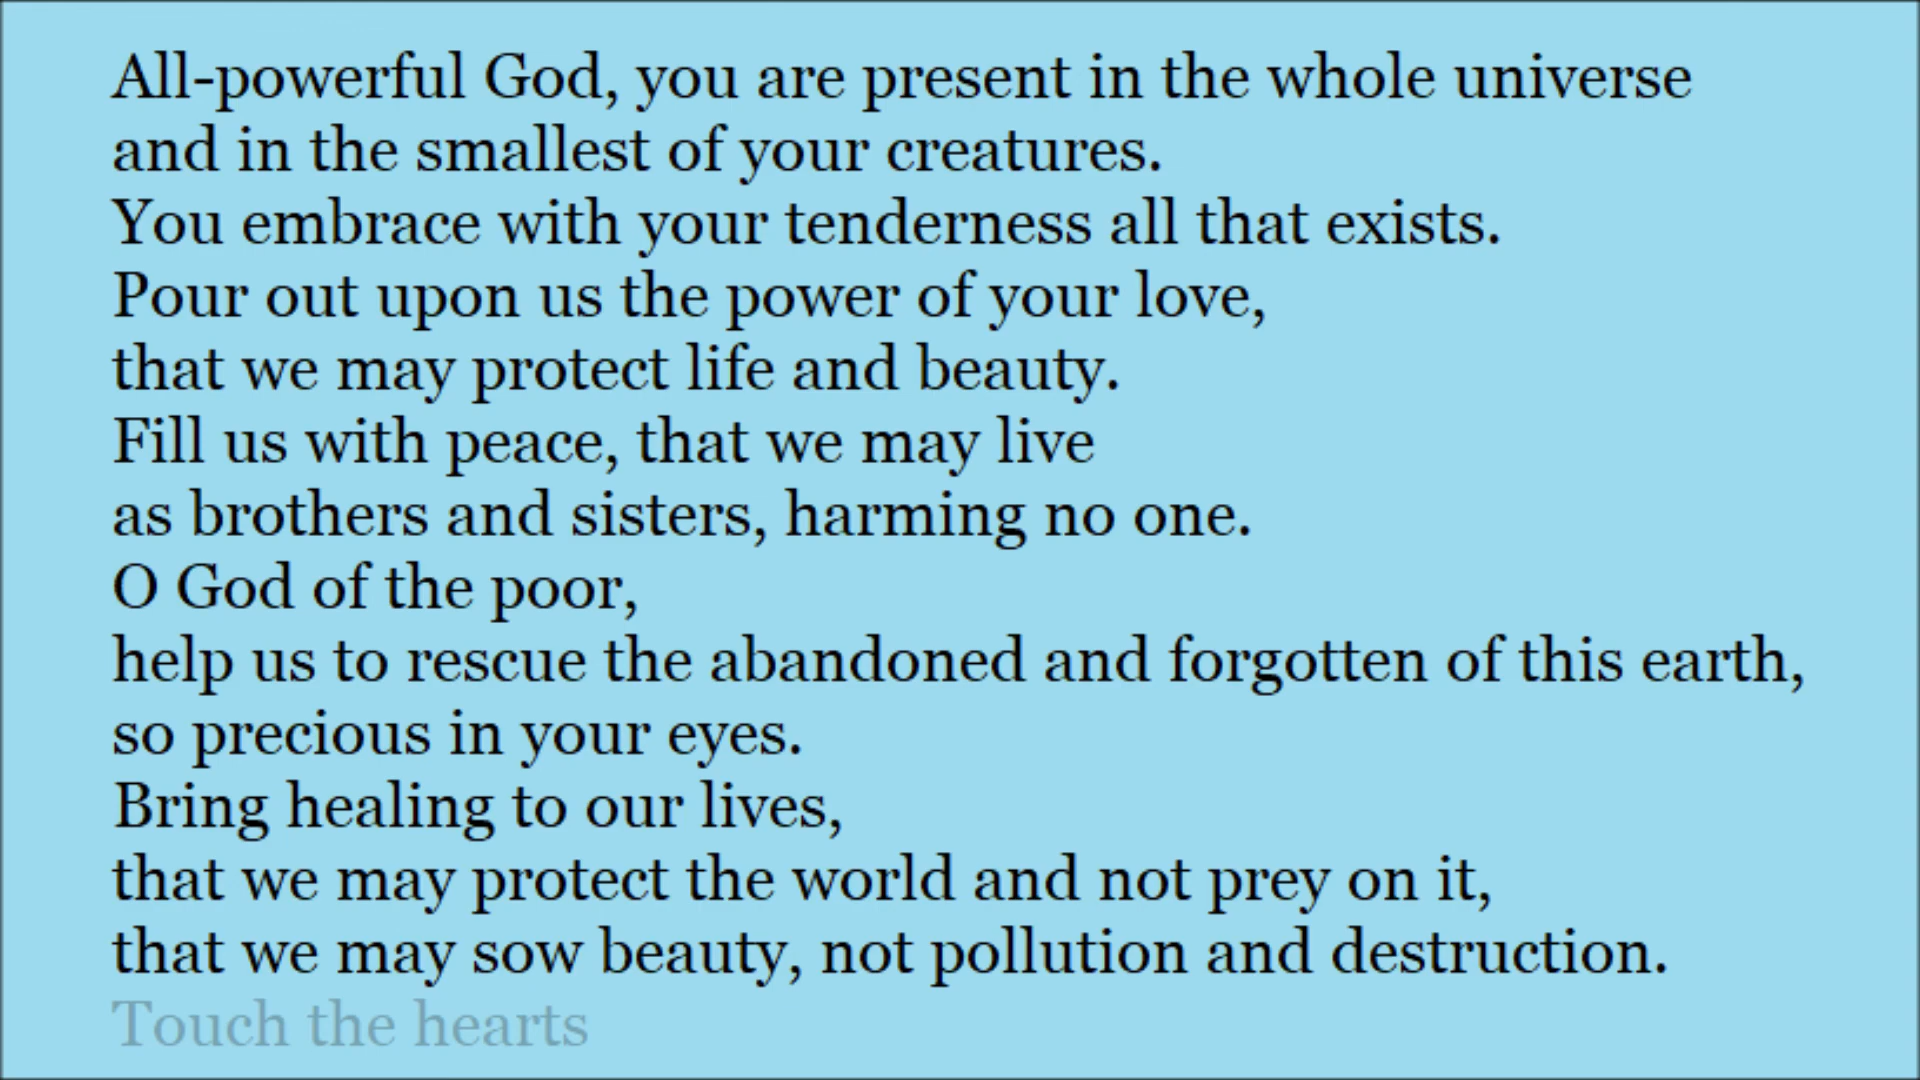 All-powerful God, you are present in the whole universe
and in the smallest of your creatures.
You embrace with your tenderness all that exists.
Pour out upon us the power of your love,
that we may protect life and beauty.
Fill us with peace, that we may live
as brothers and sisters, harming no one.
O God of the poor,
help us to rescue the abandoned and forgotten of this earth,
so precious in your eyes.
Bring healing to our lives,
that we may protect the world and not prey on it,
that we may sow beauty, not pollution and destruction.
Touch the hearts